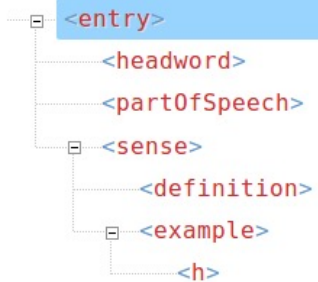 <entry>
<headword>
<partOfSpeech>
<sense>
<definition>
<example>
<h>